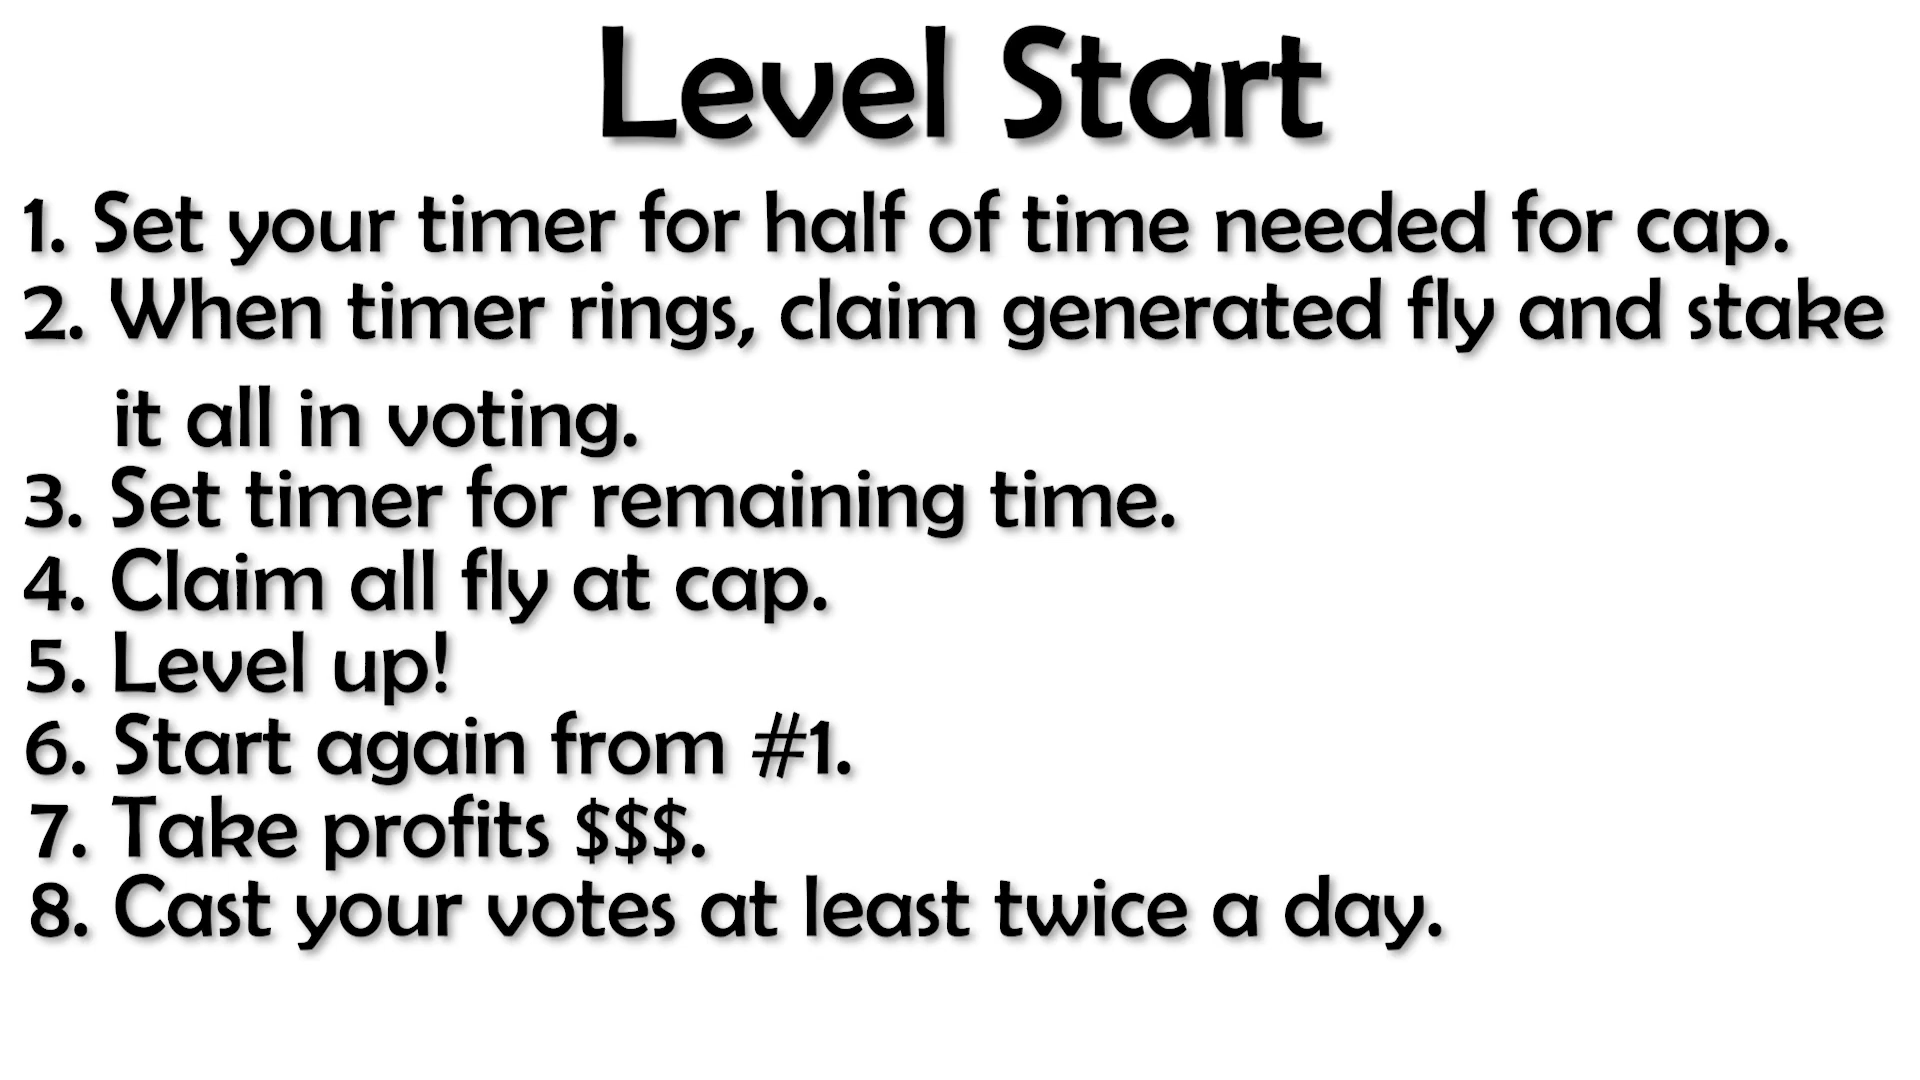 Level Start
1. Set your timer for half of time needed for cap.
2. When timer rings, claim generated fly and stake
it all in voting.
3. Set timer for remaining time.
4. Claim all fly at cap.
5. Level up!
6. Start again from #1.
7. Take profits $$$.
8. Cast your votes at least twice a day.